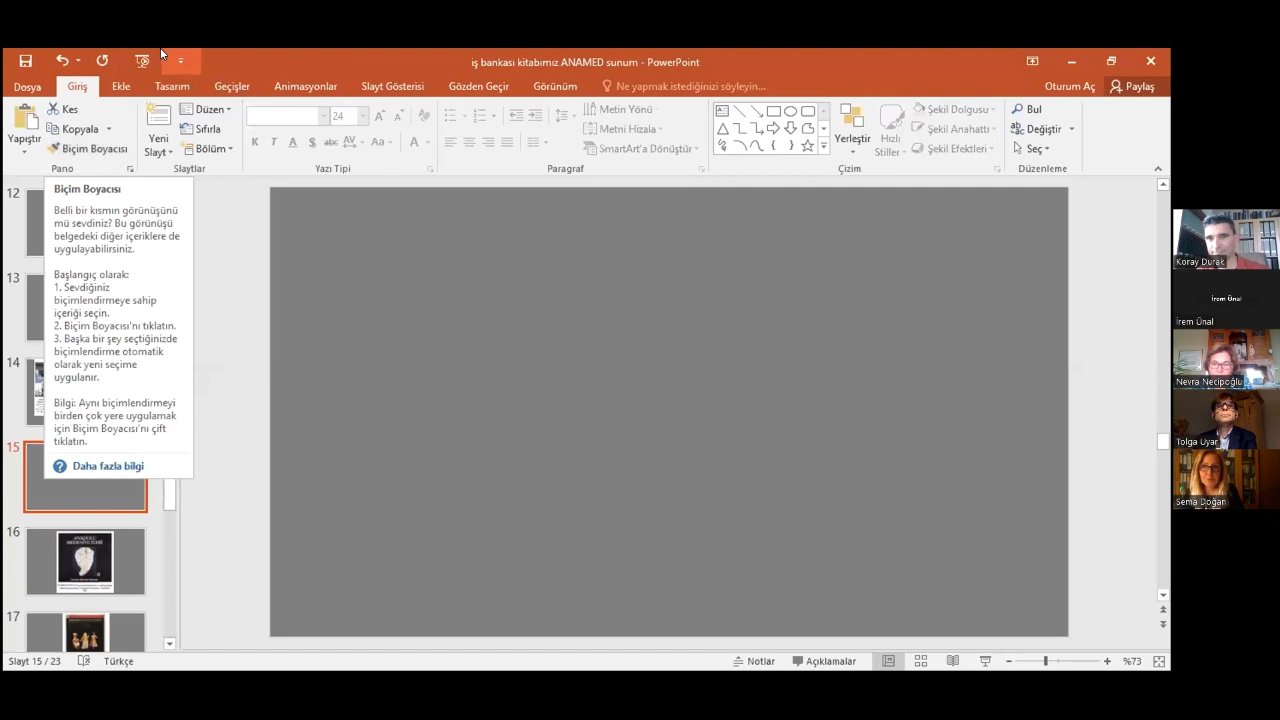 iş bankası kitabımız ANAMED sunum - PowerPoint
Dosya Giriş Ekle Tasarım Geçişler Animasyonlar Slayt Gösterisi Gözden Geçir Görünüm Ne yapmak istediğinizi söyleyin... Oturum Aç Paylaş
Yapıştır
Kes
Kopyala
Biçim Boyacısı
Pano
Yeni
Slayt
Düzen
Sıfırla
Bölüm
Slaytlar
24
K T A S abc AV Aa A
Yazı Tipi
Metin Yönü
Metni Hizala
SmartArt'a Dönüştür
Paragraf
Yerleştir
Hızlı
Stiller
Şekil Dolgusu
Şekil Anahattı
Şekil Efektleri
Çizim
Bul
Değiştir
Seç
Düzenleme
12
13
14
15
16
17
Biçim Boyacısı
Belli bir kısmın görünüşünü
mü sevdiniz? Bu görünüşü
belgedeki diğer içeriklere de
uygulayabilirsiniz.
Başlangıç olarak:
1. Sevdiğiniz
biçimlendirmeye sahip
içeriği seçin.
2. Biçim Boyacısı'nı tıklatın.
3. Başka bir şey seçtiğinizde
biçimlendirme otomatik
olarak yeni seçime
uygulanır.
Bilgi: Aynı biçimlendirmeyi
birden çok yere uygulamak
için Biçim Boyacısı'nı çift
tıklatın.
Daha fazla bilgi
ANADOLU
Koray Durak
İrem Ünal
İrem Ünal
Nevra Necipoğlu
Tolga Uyar
Sema Doğan
Slayt 15 / 23 Türkçe Notlar Açıklamalar %73